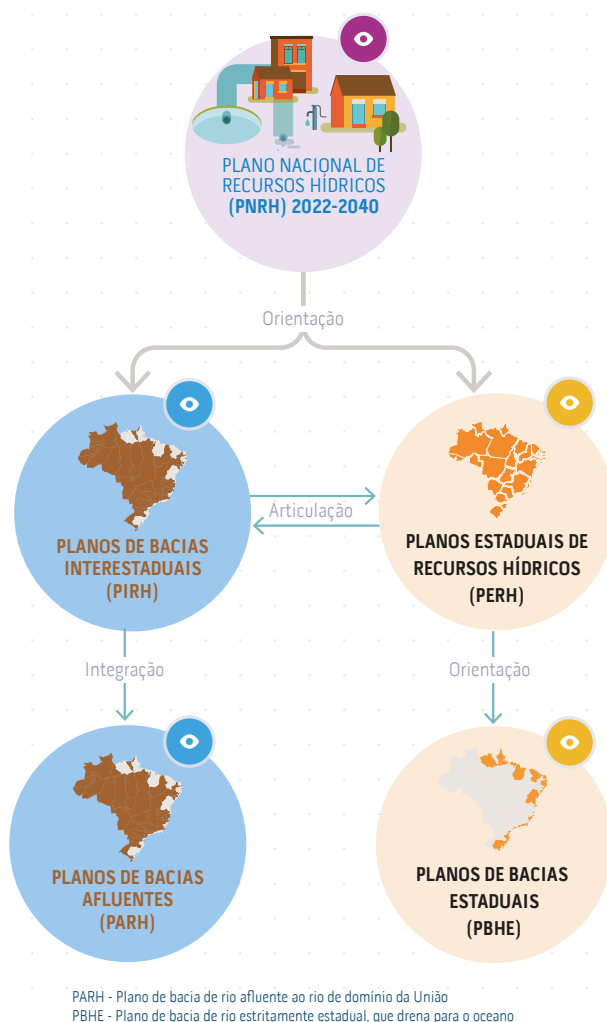 PLANO NACIONAL DE
RECURSOS HÍDRICOS
(PNRH) 2022-2040
Orientação
PLANOS DE BACIAS
INTERESTADUAIS
(PIRH)
Articulação
PLANOS ESTADUAIS DE
RECURSOS HÍDRICOS
(PERH)
Integração
Orientação
PLANOS DE BACIAS
AFLUENTES
(PARH)
PLANOS DE BACIAS
ESTADUAIS
(PBHE)
PARH - Plano de bacia de rio afluente ao rio de domínio da União
PBHE - Plano de bacia de rio estritamente estadual, que drena para o oceano